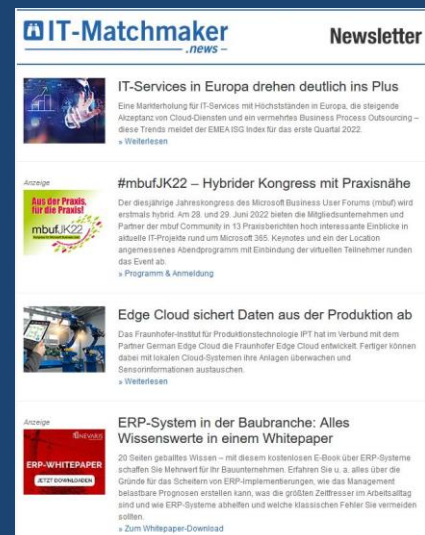 IT-Matchmaker
.news
Newsletter
IT-Services in Europa drehen deutlich ins Plus
Eine Markterholung für IT-Services mit Höchstständen in Europa, die steigende
Akzeptanz von Cloud-Diensten und ein vermehrtes Business Process Outsourcing –
diese Trends meldet der EMEA ISG Index für das erste Quartal 2022.
» Weiterlesen
Anzeige
Aus der Praxis,
für die Praxis!
mbufJK22
#mbufJK22 – Hybrider Kongress mit Praxisnähe
Der diesjährige Jahreskongress des Microsoft Business User Forums (mbuf) wird
erstmals hybrid. Am 28. und 29. Juni 2022 bieten die Mitgliedsunternehmen und
Partner der mbuf Community in 13 Praxisberichten hoch interessante Einblicke in
aktuelle IT-Projekte rund um Microsoft 365. Keynotes und ein der Location
angemessenes Abendprogramm mit Einbindung der virtuellen Teilnehmer runden
das Event ab.
» Programm & Anmeldung
Edge Cloud sichert Daten aus der Produktion ab
Das Fraunhofer-Institut für Produktionstechnologie IPT hat im Verbund mit dem
Partner German Edge Cloud die Fraunhofer Edge Cloud entwickelt. Fertiger können
dabei mit lokalen Cloud-Systemen ihre Anlagen überwachen und
Sensorinformationen austauschen.
» Weiterlesen
Anzeige
NEVARIS
ERP-WHITEPAPER
JETZT DOWNLOADEN
ERP-System in der Baubranche: Alles
Wissenswerte in einem Whitepaper
20 Seiten geballtes Wissen – mit diesem kostenlosen E-Book über ERP-Systeme
schaffen Sie Mehrwert für Ihr Bauunternehmen. Erfahren Sie u. a. alles über die
Gründe für das Scheitern von ERP-Implementierungen, wie das Management
belastbare Prognosen erstellen kann, was die größten Zeitfresser im Arbeitsalltag
sind und wie ERP-Systeme abhelfen und welche klassischen Fehler Sie vermeiden
sollten.
» Zum Whitepaper-Download